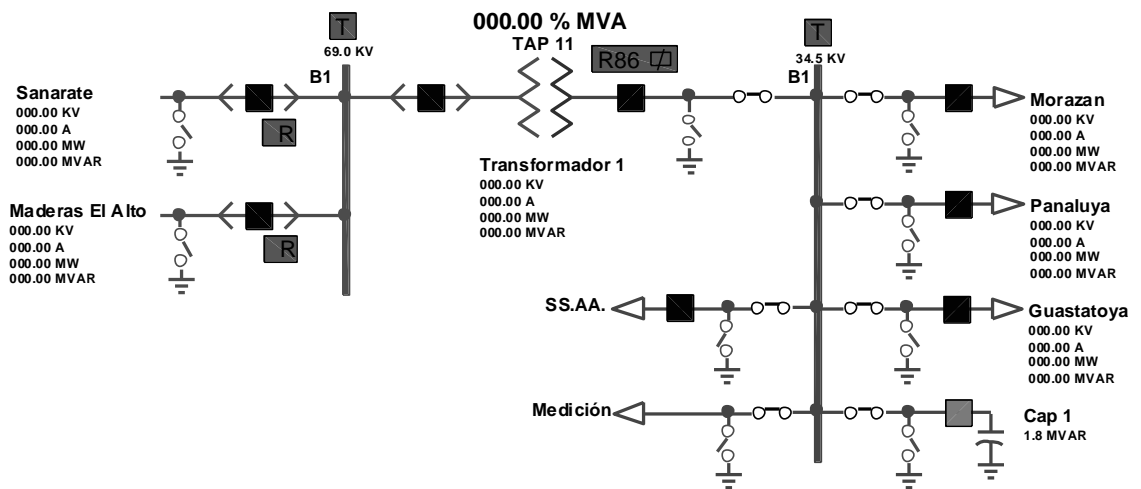 000.00 % MVA
TAP 11
T
69.0 KV
B1
R86
T
34.5 KV
B1
Sanarate
000.00 KV
000.00 A
000.00 MW
000.00 MVAR
R
Maderas El Alto
000.00 KV
000.00 A
000.00 MW
000.00 MVAR
R
Transformador 1
000.00 KV
000.00 A
000.00 MW
000.00 MVAR
Morazan
000.00 KV
000.00 A
000.00 MW
000.00 MVAR
Panaluya
000.00 KV
000.00 A
000.00 MW
000.00 MVAR
SS.AA.
Guastatoya
000.00 KV
000.00 A
000.00 MW
000.00 MVAR
Medición
Cap 1
1.8 MVAR